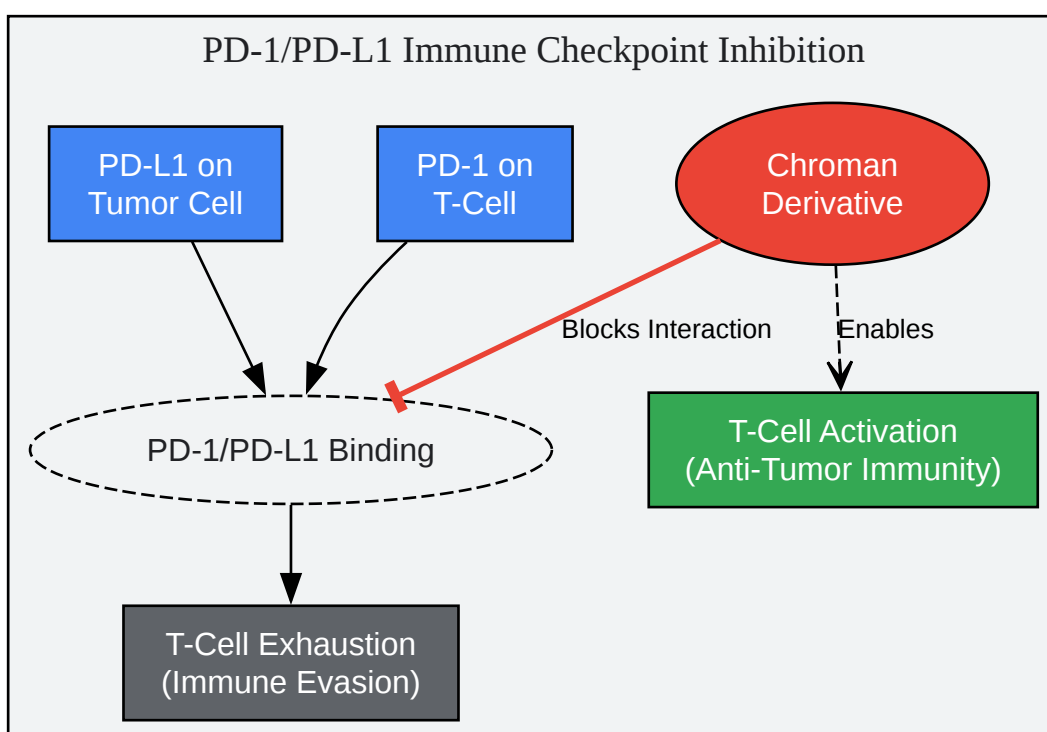 PD-1/PD-L1 Immune Checkpoint Inhibition
PD-L1 on
Tumor Cell
PD-1 on
T-Cell
Chroman
Derivative
Blocks Interaction
Enables
PD-1/PD-L1 Binding
T-Cell Activation
(Anti-Tumor Immunity)
T-Cell Exhaustion
(Immune Evasion)